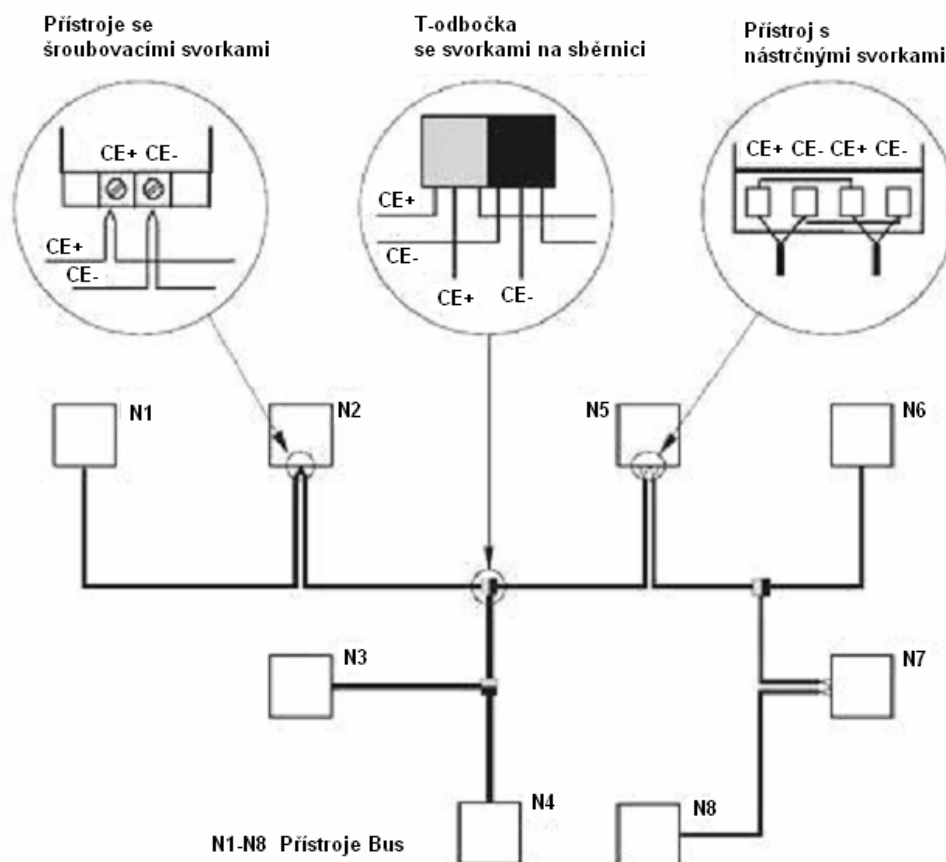 Přístroje se
šroubovacími svorkami
T-odbočka
se svorkami na sběrnici
Přístroj s
nástrčnými svorkami
CE+ CE-
CE+
CE-
CE+
CE-
CE+ CE-
CE+ CE- CE+ CE-
N1
N2
N5
N6
N3
N7
N4
N8
N1-N8 Přístroje Bus